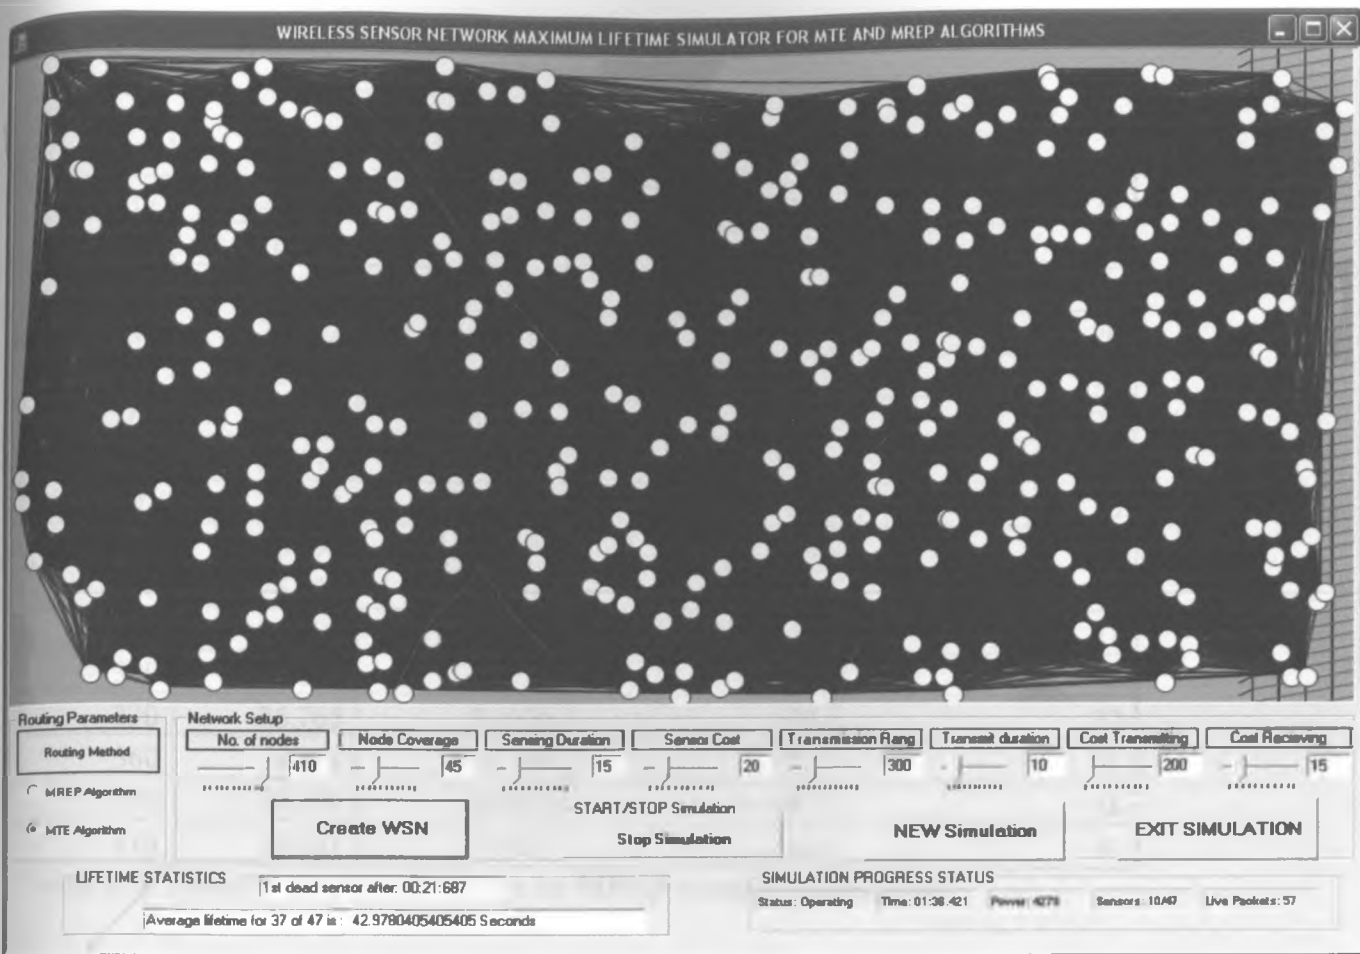 WIRELESS SENSOR NETWORK MAXIMUM LIFETIME SIMULATOR FOR MTE AND MREP ALGORITHMS
Routing Parameters
Routing Method
MREP Algorithm
MTE Algorithm
Network Setup
No. of nodes
Node Coverage
Sensing Duration
Sensor Cost
Transmission Rang
Transmit duration
Cost Transmitting
Cost Recieving
410
45
15
20
300
10
200
15
Create WSN
START/STOP Simulation
Stop Simulation
NEW Simulation
EXIT SIMULATION
LIFETIME STATISTICS
1st dead sensor after: 00:21:687
Average lifetime for 37 of 47 is : 42.9780405405405 Seconds
SIMULATION PROGRESS STATUS
Status: Operating
Time: 01:38.421
Power: 4278
Sensors: 10/47
Live Packets: 57